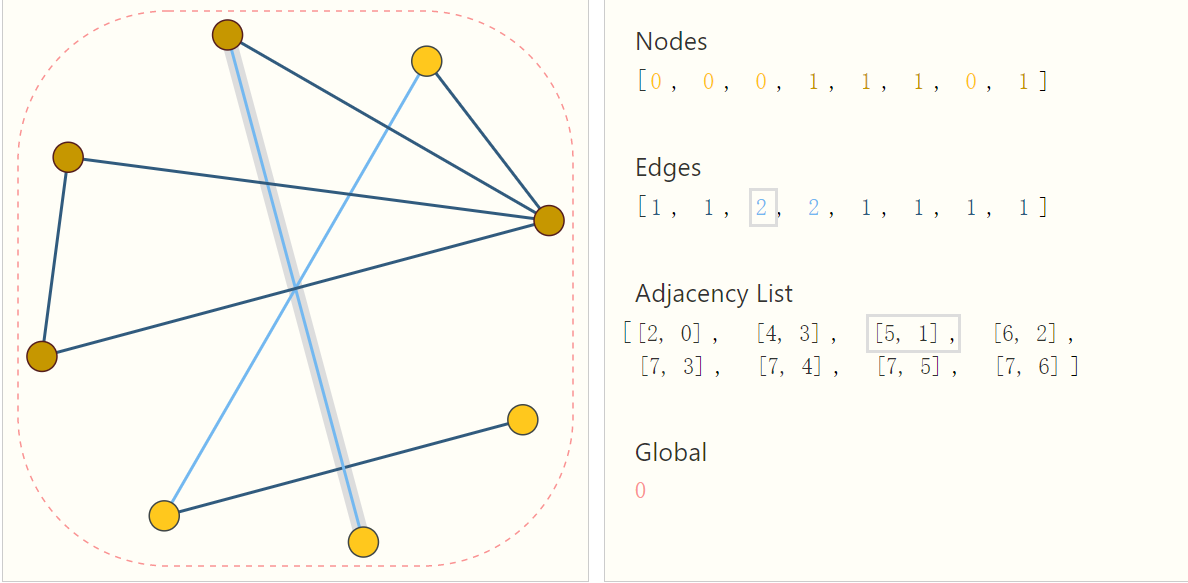 Nodes
[0, 0, 0, 1, 1, 1, 0, 1]
Edges
[1, 1, 2, 2, 1, 1, 1, 1]
Adjacency List
[[2, 0], [4, 3], [5, 1], [6, 2],
[7, 3], [7, 4], [7, 5], [7, 6]]
Global
0